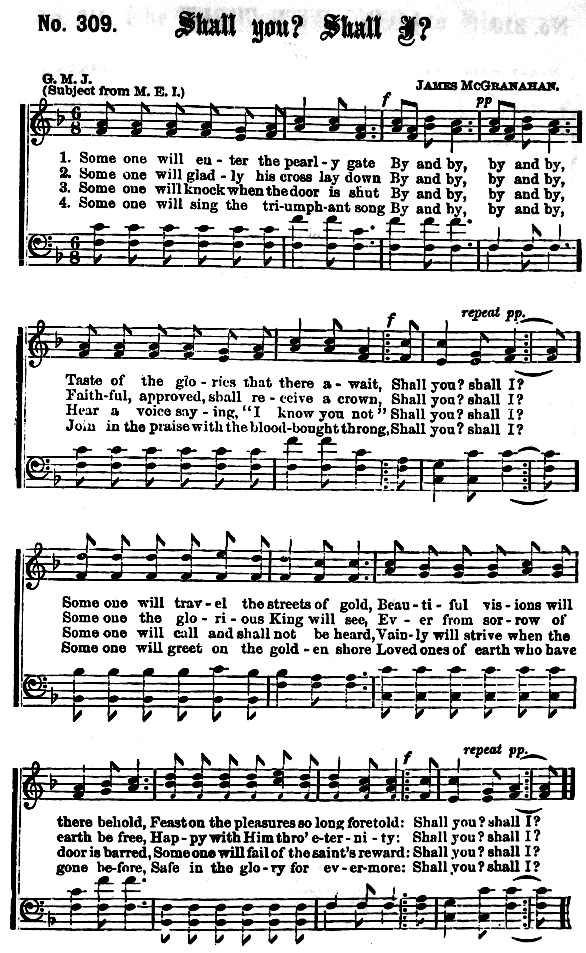 No. 309. Shall you? Shall I?
G. M. J.
(Subject from M. E. I.) JAMES MCGRANAHAN.
f pp
1. Some one will en - ter the pearl - y gate By and by, by and by,
2. Some one will glad - ly his cross lay down By and by, by and by,
3. Some one will knock when the door is shut By and by, by and by,
4. Some one will sing the tri - umph - ant song By and by, by and by,
f repeat pp.
Taste of the glo - ries that there a - wait, Shall you? shall I?
Faith - ful, approved, shall re - ceive a crown, Shall you? shall I?
Hear a voice say - ing, "I know you not" Shall you? shall I?
Join in the praise with the blood-bought throng, Shall you? shall I?
Some one will trav - el the streets of gold, Beau - ti - ful vis - ions will
Some one the glo - ri - ous King will see, Ev - er from sor - row of
Some one will call and shall not be heard, Vain - ly will strive when the
Some one will greet on the gold - en shore Loved ones of earth who have
f repeat pp.
there behold, Feast on the pleasures so long foretold: Shall you? shall I?
earth be free, Hap - py with Him thro' e - ter - ni - ty: Shall you? shall I?
door is barred, Some one will fail of the saint's reward: Shall you? shall I?
gone be-fore, Safe in the glo - ry for ev - er - more: Shall you? shall I?